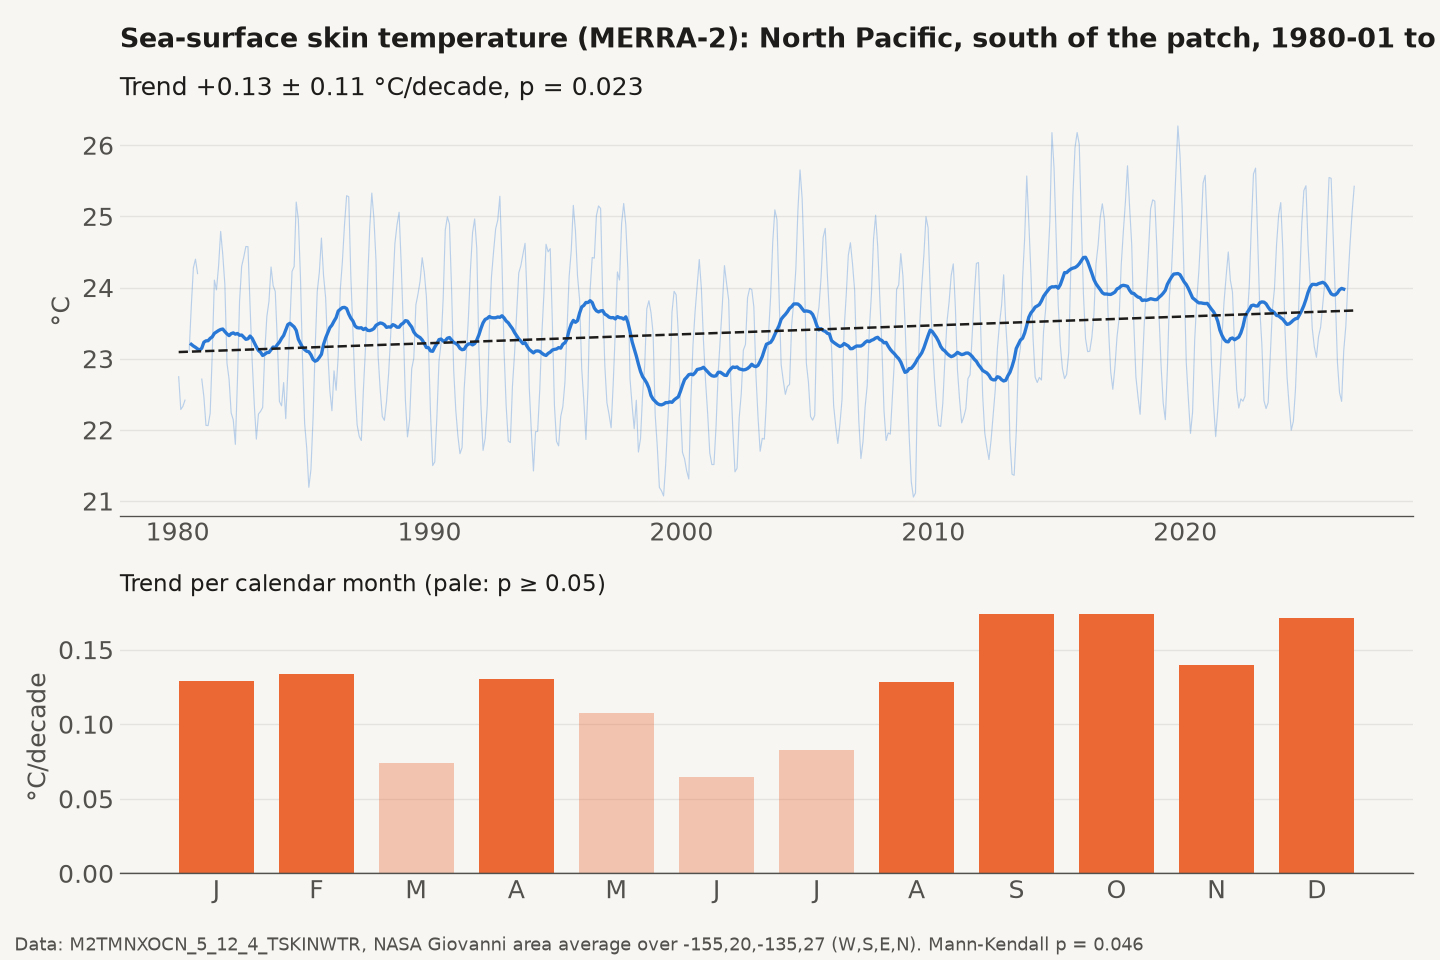 Sea-surface skin temperature (MERRA-2): North Pacific, south of the patch, 1980-01 to
Trend +0.13 ± 0.11 °C/decade, p = 0.023
°C
26
25
24
23
22
21
1980 1990 2000 2010 2020
Trend per calendar month (pale: p ≥ 0.05)
°C/decade
0.15
0.10
0.05
0.00
J F M A M J J A S O N D
Data: M2TMNXOCN_5_12_4_TSKINWTR, NASA Giovanni area average over -155,20,-135,27 (W,S,E,N). Mann-Kendall p = 0.046